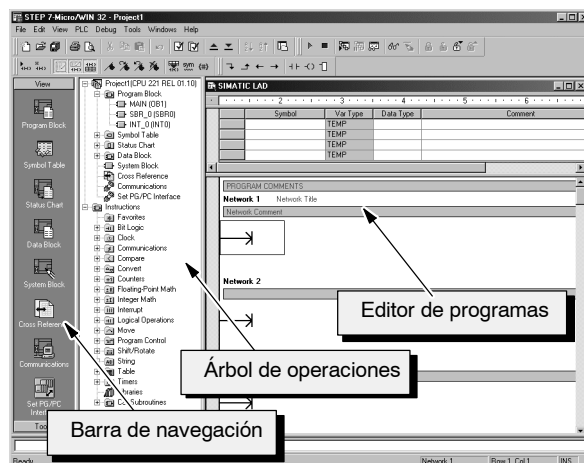 STEP 7-Micro/WIN 32 - Project1
File Edit View PLC Debug Tools Windows Help
View
Program Block
Symbol Table
Status Chart
Data Block
System Block
Cross Reference
Communications
Set PG/PC
Project1(CPU 221 REL 01.10)
Program Block
MAIN (OB1)
SBR_0 (SBR0)
INT_0 (INT0)
Symbol Table
Status Chart
Data Block
System Block
Cross Reference
Communications
Set PG/PC Interface
Instructions
Favorites
Bit Logic
Clock
Communications
Compare
Convert
Counters
Floating-Point Math
Integer Math
Interrupt
Logical Operations
Move
Program Control
Shift/Rotate
String
Table
Timers
Subroutines
SIMATIC LAD
2 3 4 5 6
Symbol Var Type Data Type Comment
TEMP
TEMP
TEMP
TEMP
PROGRAM COMMENTS
Network 1 Network Title
Network Comment
Network 2
Editor de programas
Árbol de operaciones
Barra de navegación
Ready
Network 1 Row 1, Col 1 INS